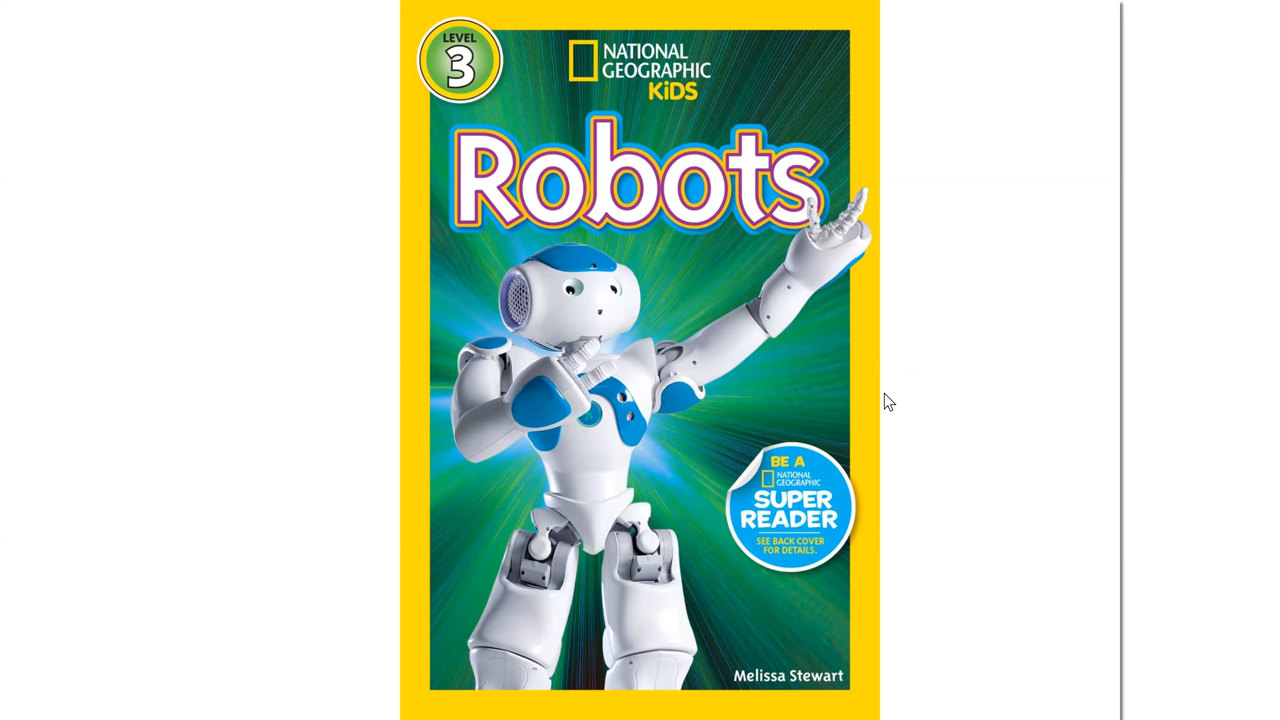 LEVEL
3
NATIONAL
GEOGRAPHIC
KiDS
Robots
BE A
NATIONAL
GEOGRAPHIC
SUPER
READER
SEE BACK COVER
FOR DETAILS.
Melissa Stewart